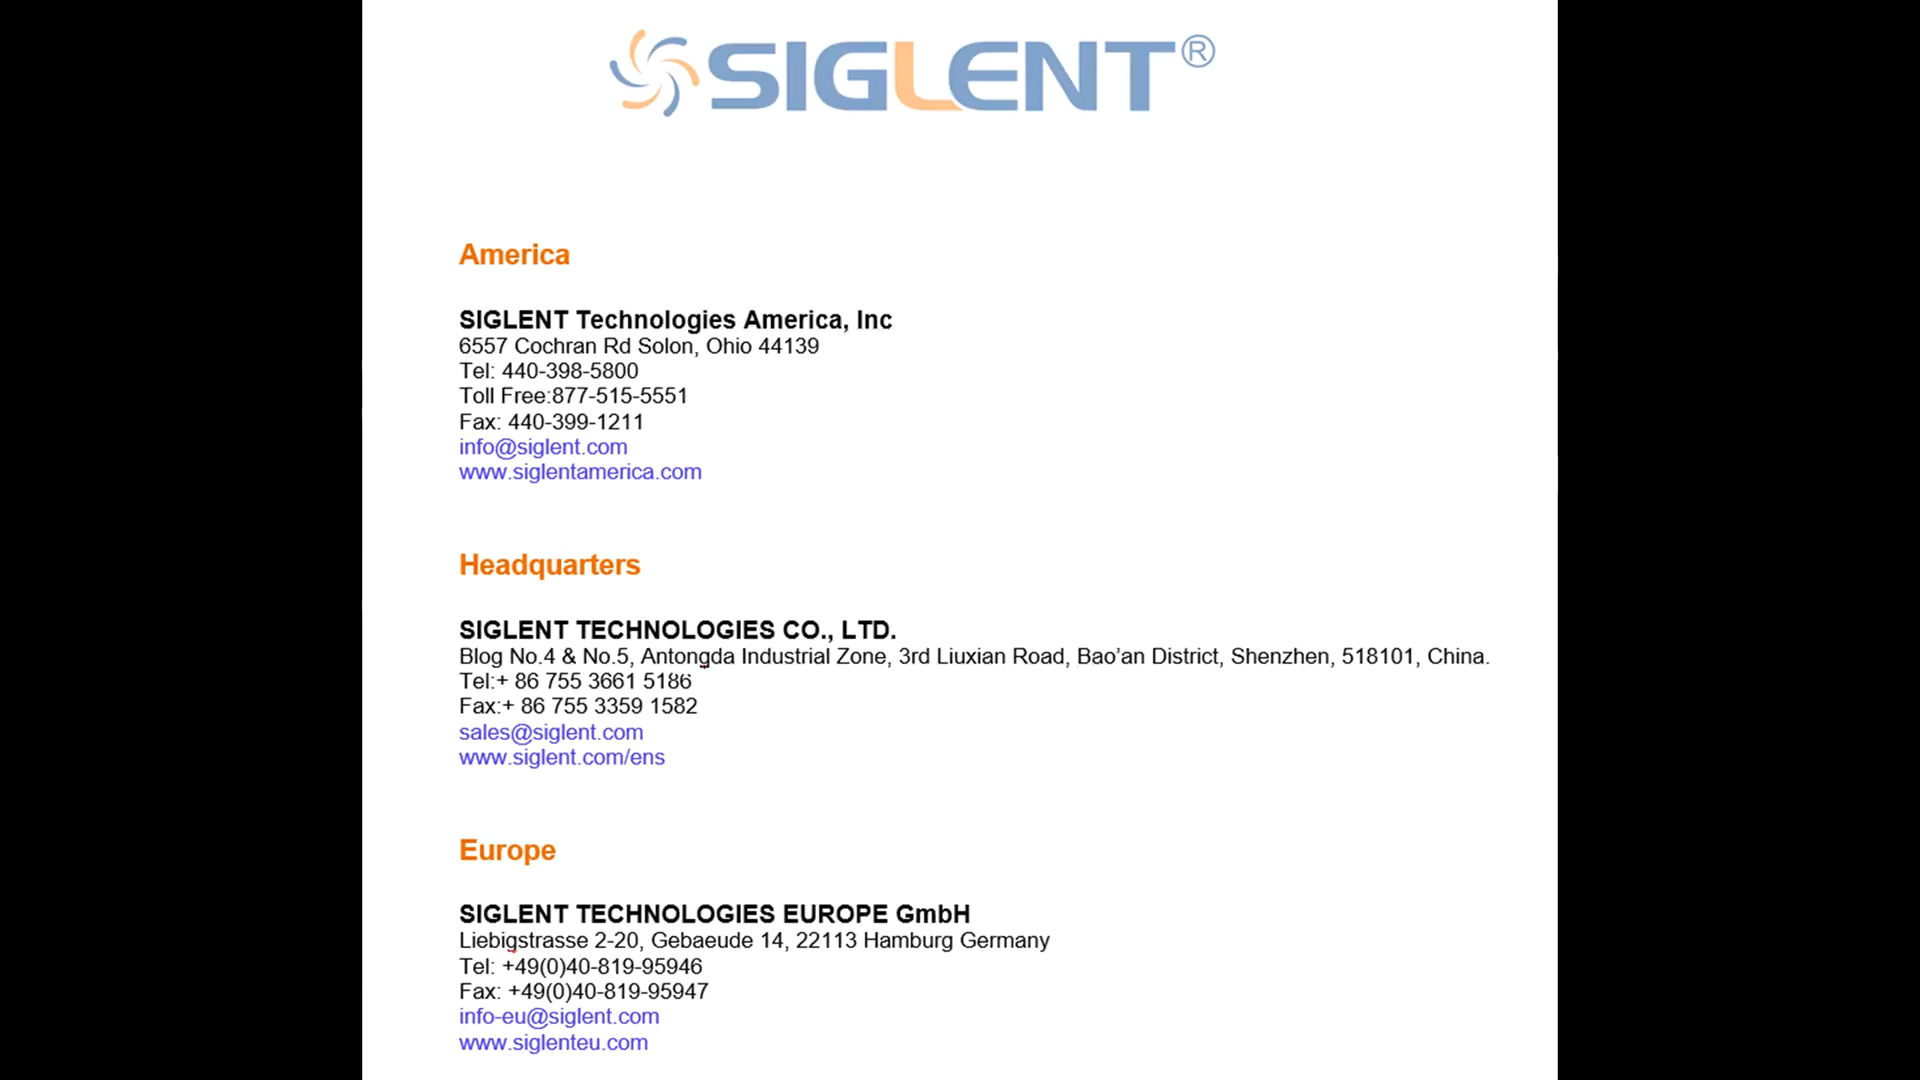 SIGLENT®
America
SIGLENT Technologies America, Inc
6557 Cochran Rd Solon, Ohio 44139
Tel: 440-398-5800
Toll Free:877-515-5551
Fax: 440-399-1211
info@siglent.com
www.siglentamerica.com
Headquarters
SIGLENT TECHNOLOGIES CO., LTD.
Blog No.4 & No.5, Antongda Industrial Zone, 3rd Liuxian Road, Bao’an District, Shenzhen, 518101, China.
Tel:+ 86 755 3661 5186
Fax:+ 86 755 3359 1582
sales@siglent.com
www.siglent.com/ens
Europe
SIGLENT TECHNOLOGIES EUROPE GmbH
Liebigstrasse 2-20, Gebaeude 14, 22113 Hamburg Germany
Tel: +49(0)40-819-95946
Fax: +49(0)40-819-95947
info-eu@siglent.com
www.siglenteu.com